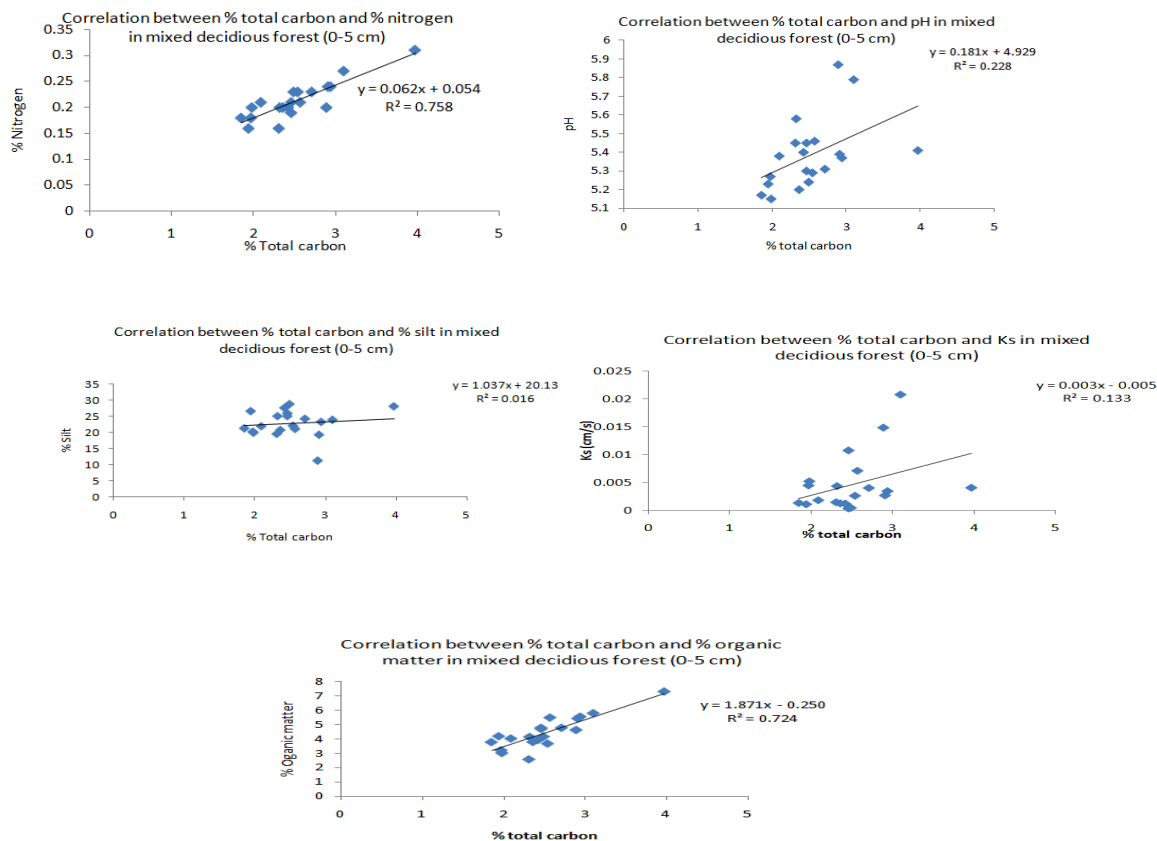 Correlation between % total carbon and % nitrogen
in mixed decidious forest (0-5 cm)
0.35
0.3
0.25
0.2
0.15
0.1
0.05
0
% Nitrogen
y = 0.062x + 0.054
R² = 0.758
0 1 2 3 4 5
% Total carbon
Correlation between % total carbon and pH in mixed
decidious forest (0-5 cm)
6
5.9
5.8
5.7
5.6
5.5
5.4
5.3
5.2
5.1
pH
y = 0.181x + 4.929
R² = 0.228
0 1 2 3 4 5
% total carbon
Correlation between % total carbon and % silt in mixed
decidious forest (0-5 cm)
35
30
25
20
15
10
5
0
% Silt
y = 1.037x + 20.13
R² = 0.016
0 1 2 3 4 5
% Total carbon
Correlation between % total carbon and Ks in mixed
decidious forest (0-5 cm)
0.025
0.02
0.015
0.01
0.005
0
Ks (cm/s)
y = 0.003x - 0.005
R² = 0.133
0 1 2 3 4 5
% total carbon
Correlation between % total carbon and % organic
matter in mixed decidious forest (0-5 cm)
8
7
6
5
4
3
2
1
0
% Oganic matter
y = 1.871x - 0.250
R² = 0.724
0 1 2 3 4 5
% total carbon